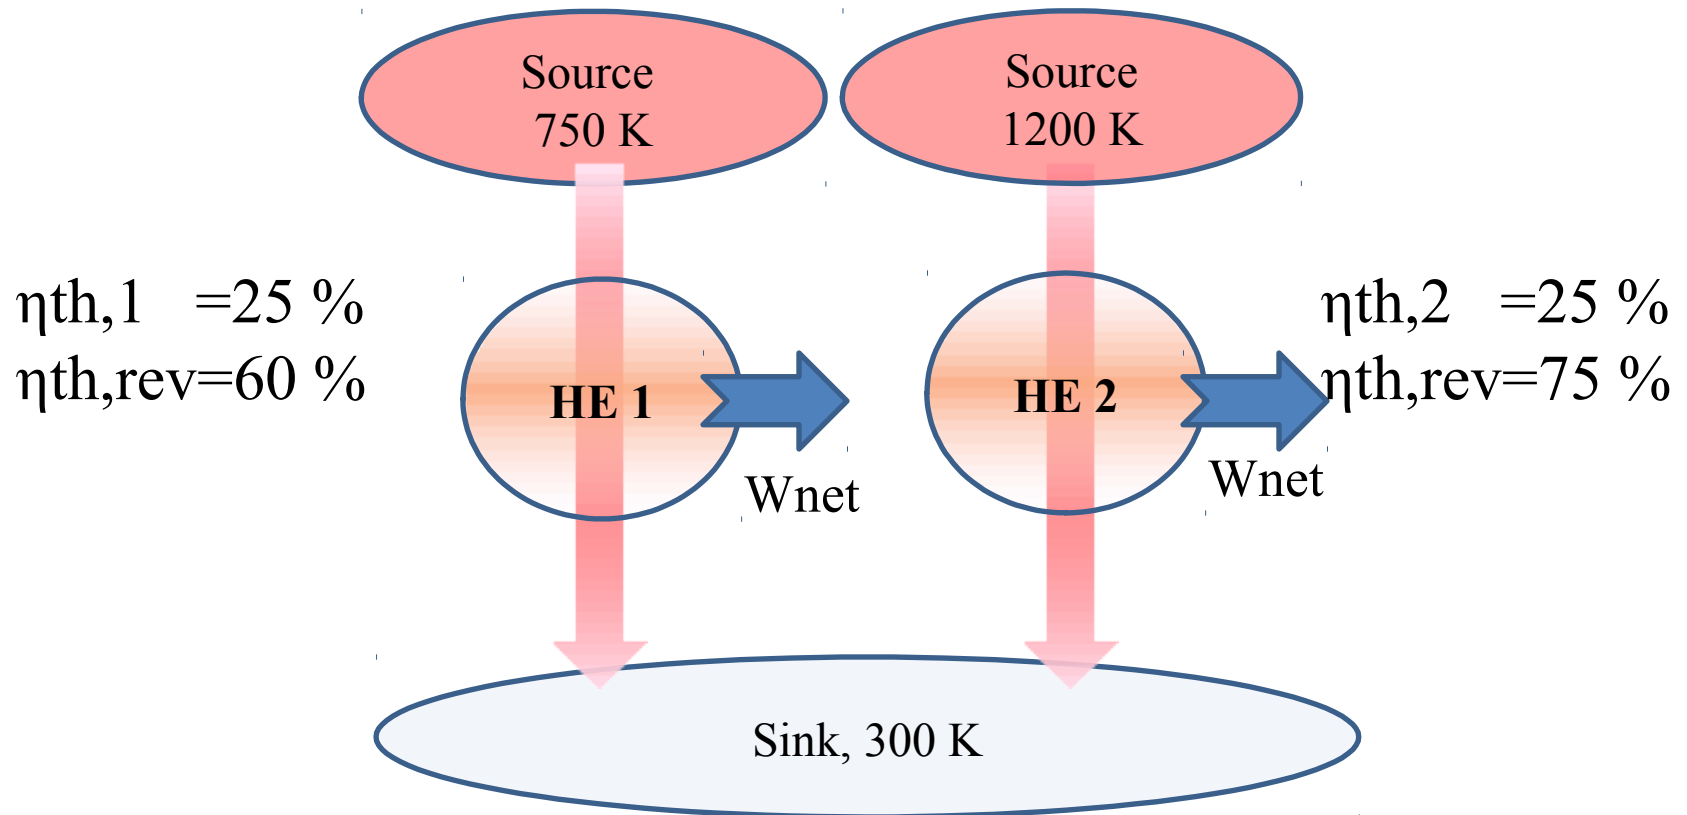 Source
750 K
Source
1200 K
ηth,1 =25 %
ηth,rev=60 %
HE 1
Wnet
HE 2
Wnet
ηth,2 =25 %
ηth,rev=75 %
Sink, 300 K